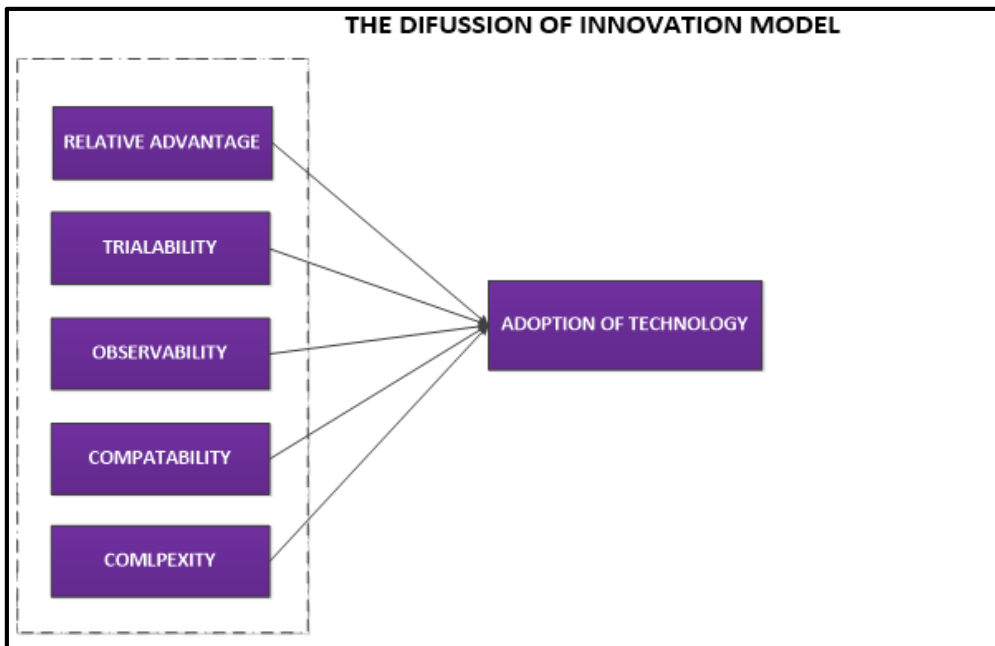 THE DIFUSSION OF INNOVATION MODEL
RELATIVE ADVANTAGE
TRIALABILITY
OBSERVABILITY
COMPATABILITY
COMLPEXITY
ADOPTION OF TECHNOLOGY